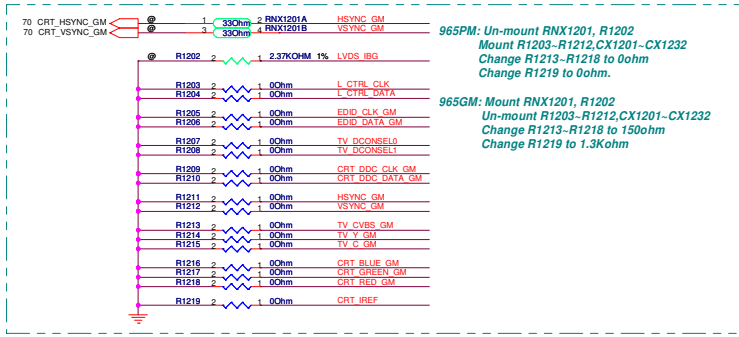 70 CRT_HSYNC_GM @ 1 33Ohm 2 RNX1201A HSYNC_GM
70 CRT_VSYNC_GM 3 33Ohm 4 RNX1201B VSYNC_GM
@ R1202 2 1 2.37KOHM 1% LVDS_IBG
R1203 2 1 0Ohm L_CTRL_CLK
R1204 2 1 0Ohm L_CTRL_DATA
R1205 2 1 0Ohm EDID_CLK_GM
R1206 2 1 0Ohm EDID_DATA_GM
R1207 2 1 0Ohm TV_DCONSEL0
R1208 2 1 0Ohm TV_DCONSEL1
R1209 2 1 0Ohm CRT_DDC_CLK_GM
R1210 2 1 0Ohm CRT_DDC_DATA_GM
R1211 2 1 0Ohm HSYNC_GM
R1212 2 1 0Ohm VSYNC_GM
R1213 2 1 0Ohm TV_CVBS_GM
R1214 2 1 0Ohm TV_Y_GM
R1215 2 1 0Ohm TV_C_GM
R1216 2 1 0Ohm CRT_BLUE_GM
R1217 2 1 0Ohm CRT_GREEN_GM
R1218 2 1 0Ohm CRT_RED_GM
R1219 2 1 0Ohm CRT_IREF
965PM: Un-mount RNX1201, R1202
Mount R1203~R1212,CX1201~CX1232
Change R1213~R1218 to 0ohm
Change R1219 to 0ohm.
965GM: Mount RNX1201, R1202
Un-mount R1203~R1212,CX1201~CX1232
Change R1213~R1218 to 150ohm
Change R1219 to 1.3Kohm